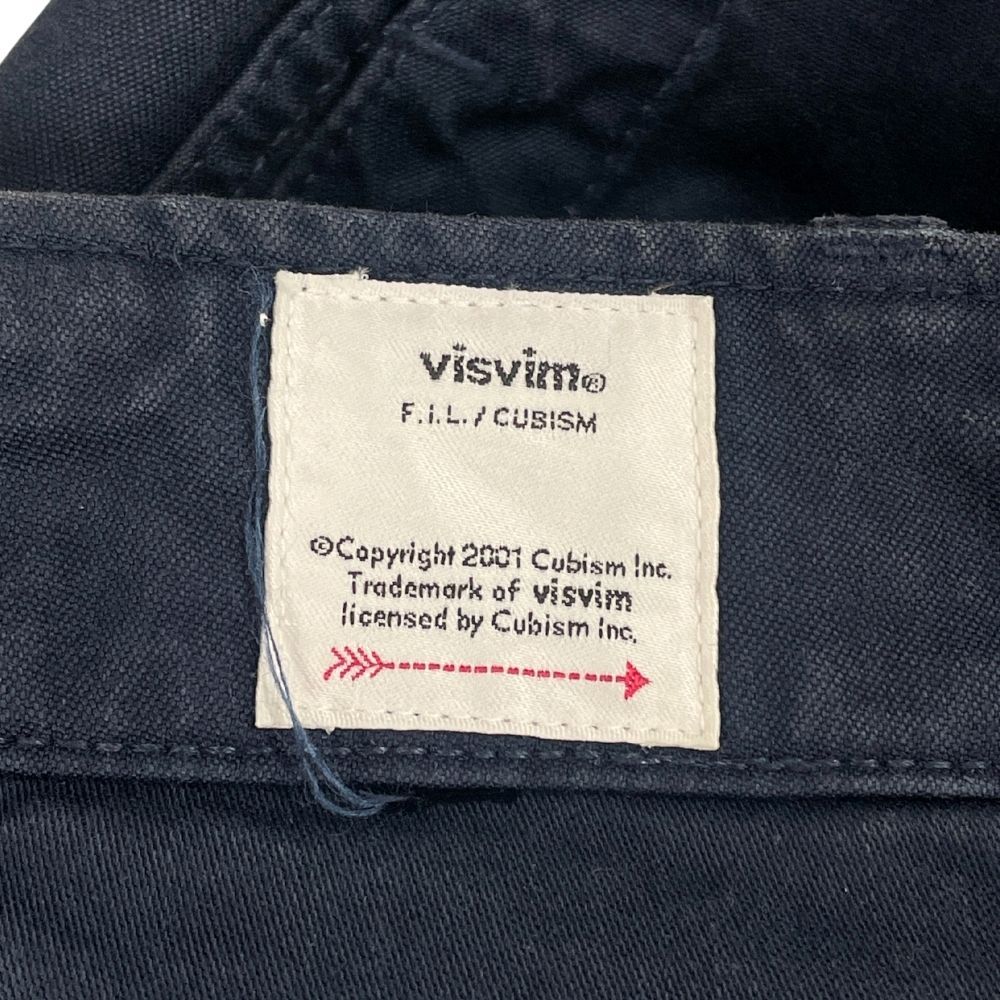 visvim®
F.I.L. / CUBISM
©Copyright 2001 Cubism Inc.
Trademark of visvim
licensed by Cubism Inc.